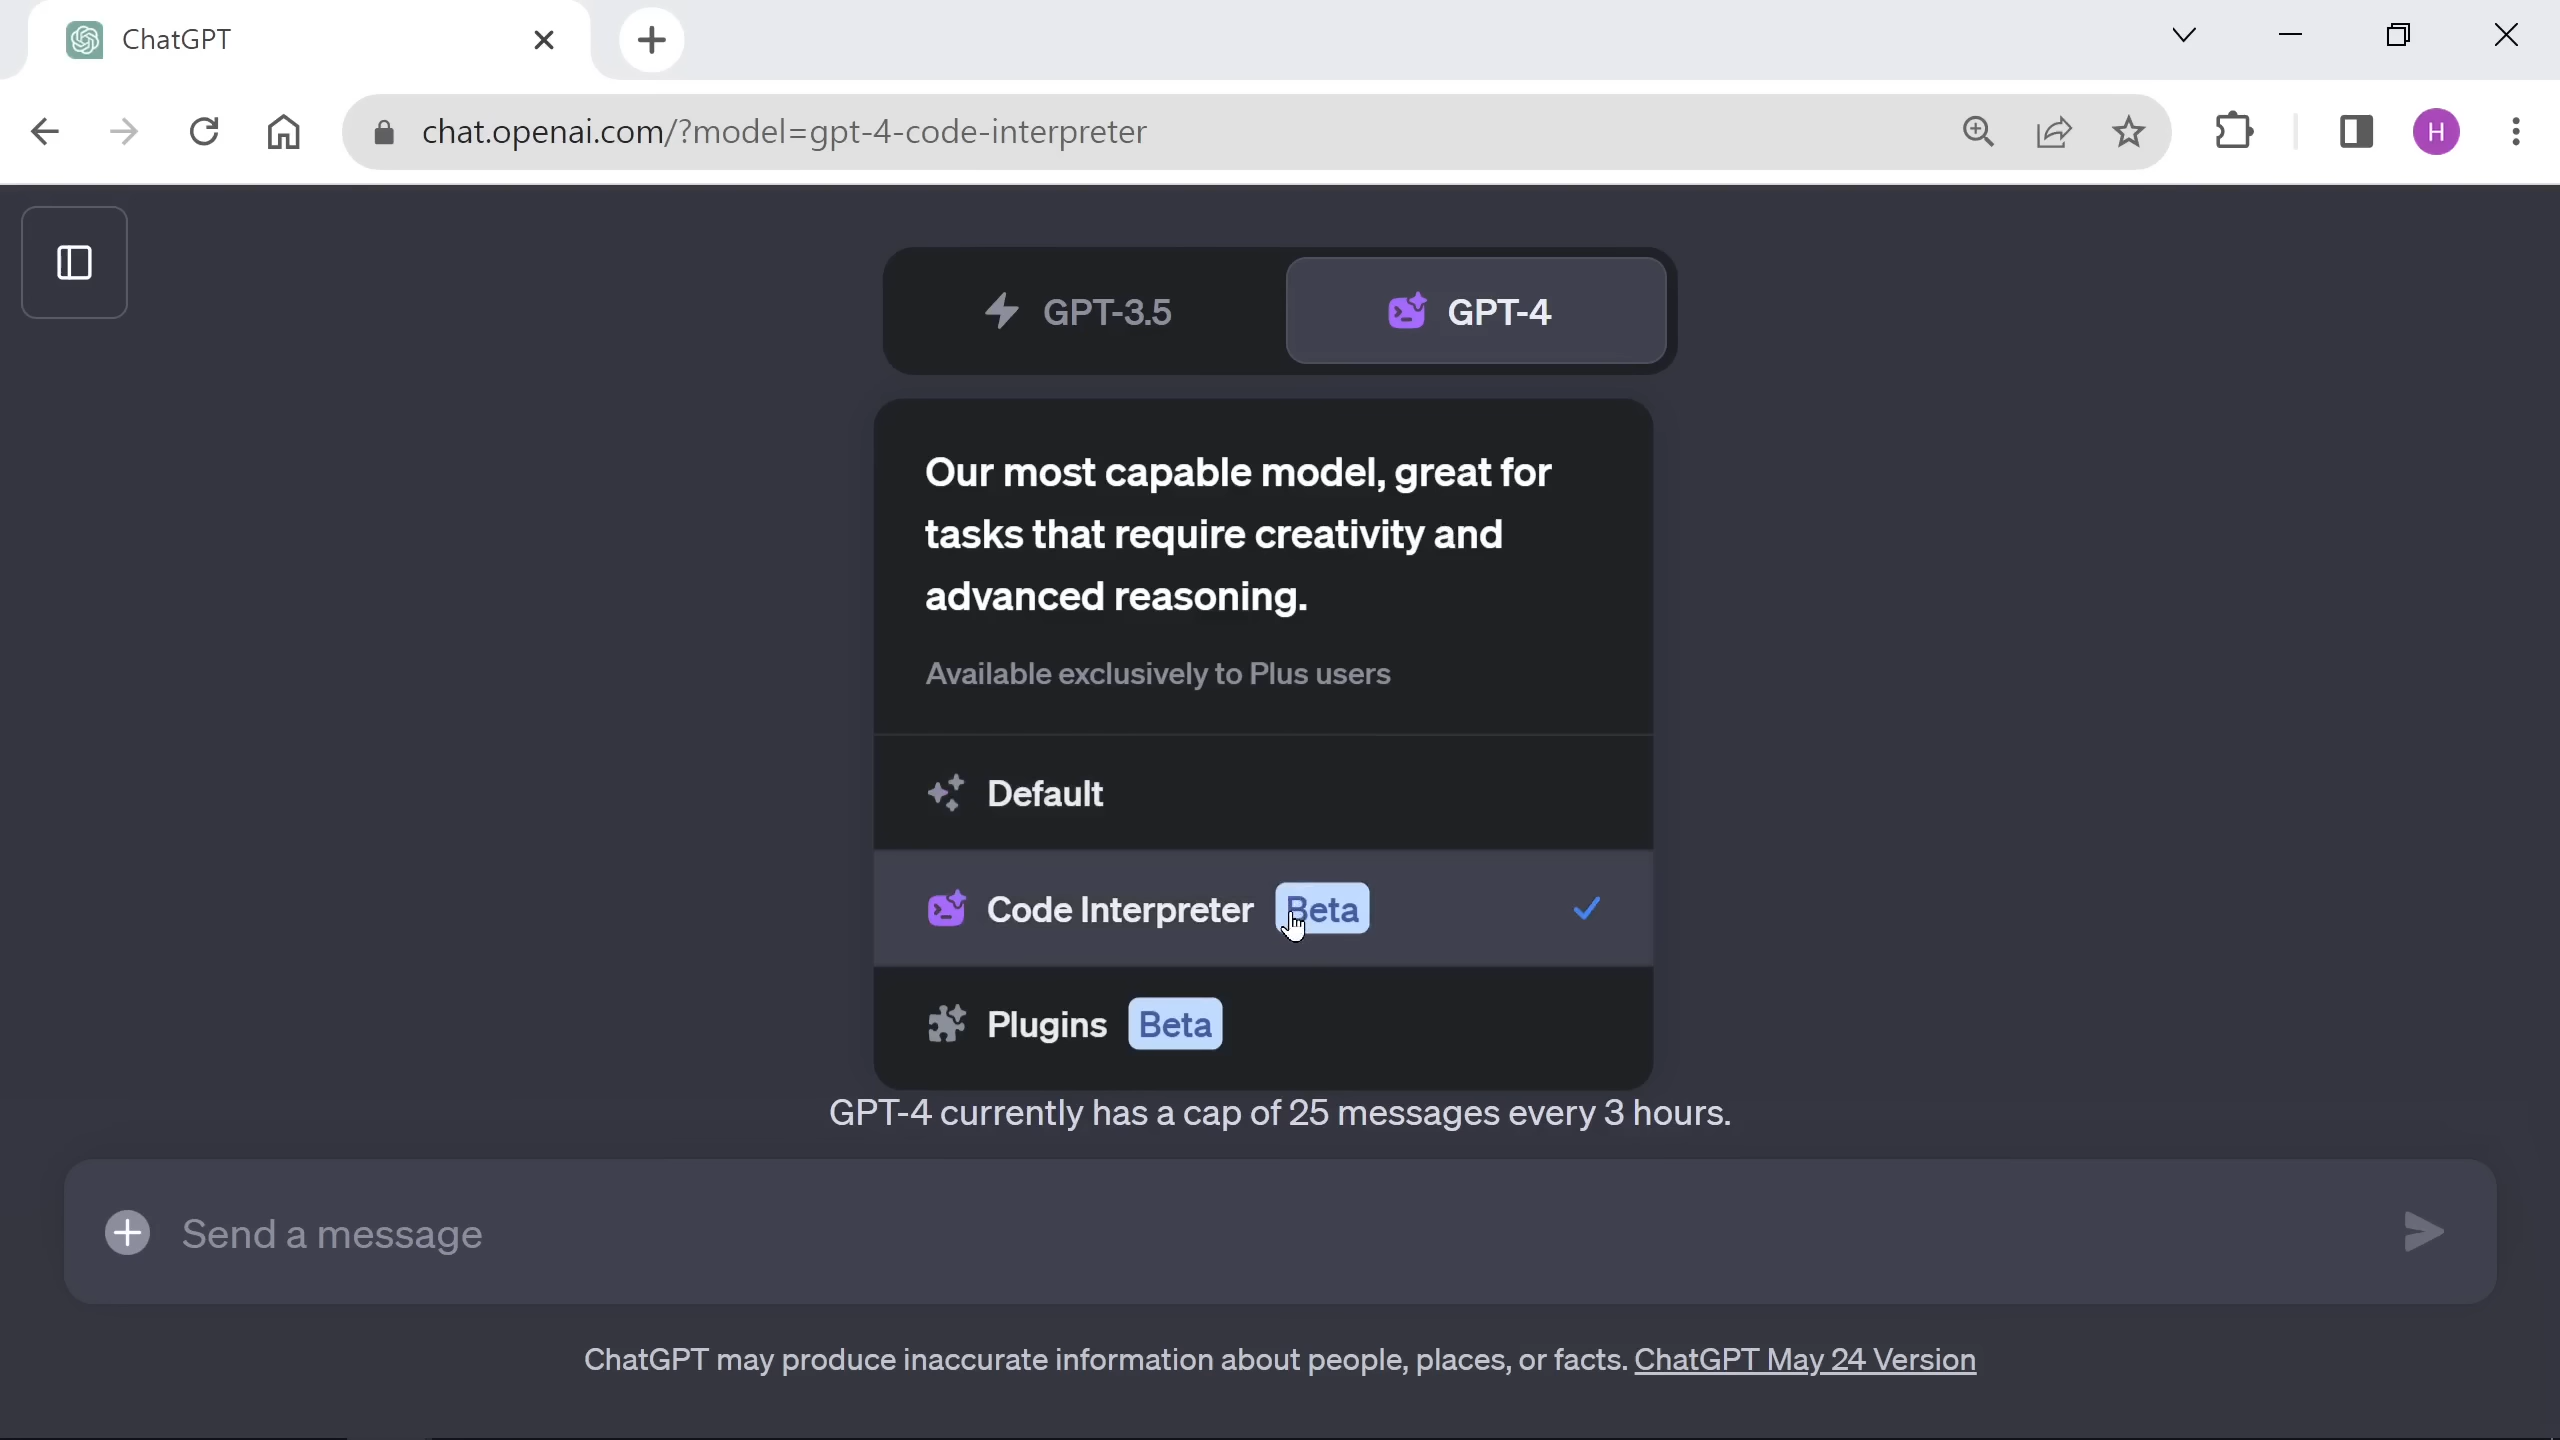 ChatGPT
chat.openai.com/?model=gpt-4-code-interpreter
H
GPT-3.5
GPT-4
Our most capable model, great for
tasks that require creativity and
advanced reasoning.
Available exclusively to Plus users
Default
Code Interpreter Beta
Plugins Beta
GPT-4 currently has a cap of 25 messages every 3 hours.
Send a message
ChatGPT may produce inaccurate information about people, places, or facts. ChatGPT May 24 Version